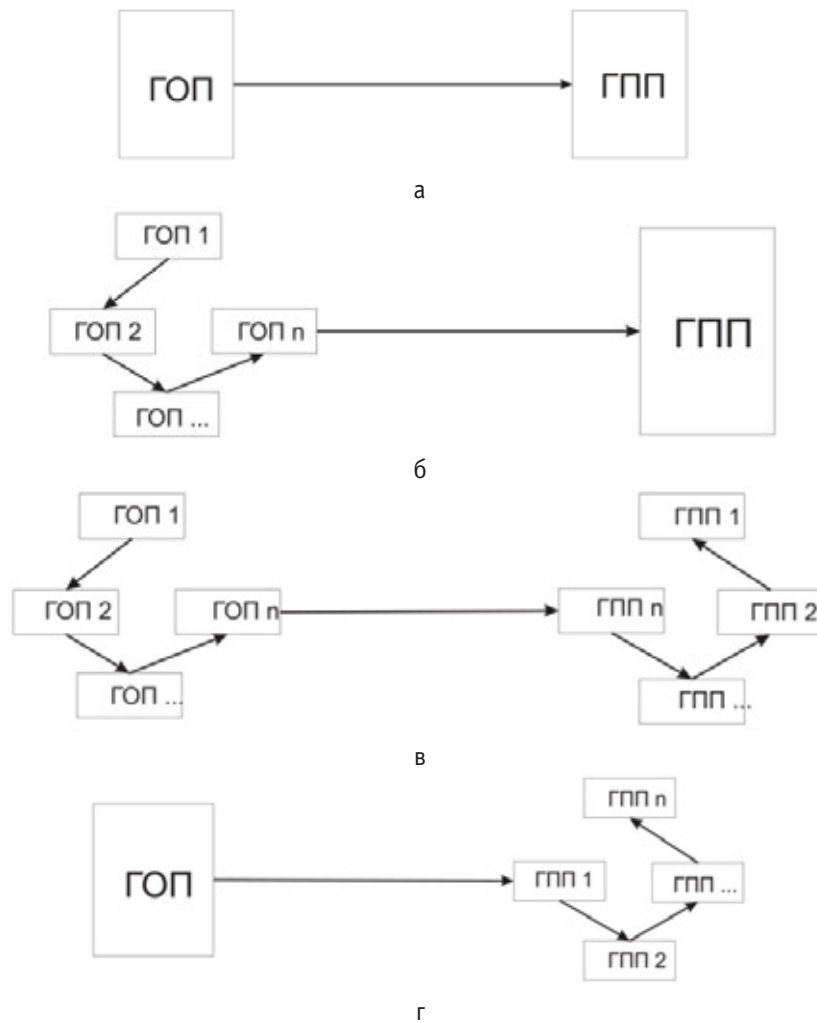 ГОП ГПП
а
ГОП 1
ГОП 2 ГОП n ГПП
ГОП ...
б
ГОП 1 ГПП 1
ГОП 2 ГОП n ГПП n ГПП 2
ГОП ... ГПП ...
в
ГПП n
ГОП ГПП 1 ГПП ...
ГПП 2
г